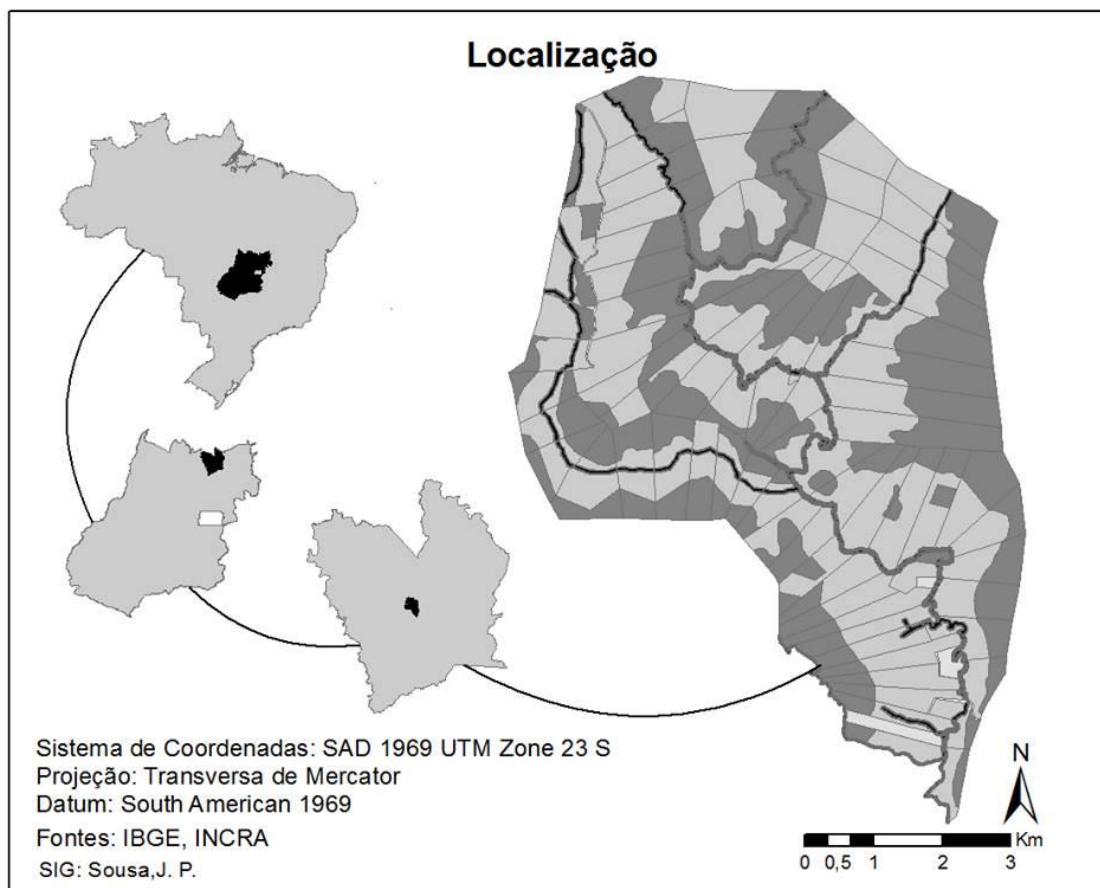 Localização
Sistema de Coordenadas: SAD 1969 UTM Zone 23 S
Projeção: Transversa de Mercator
Datum: South American 1969
Fontes: IBGE, INCRA
SIG: Sousa,J. P.
N
Km
0 0,5 1 2 3